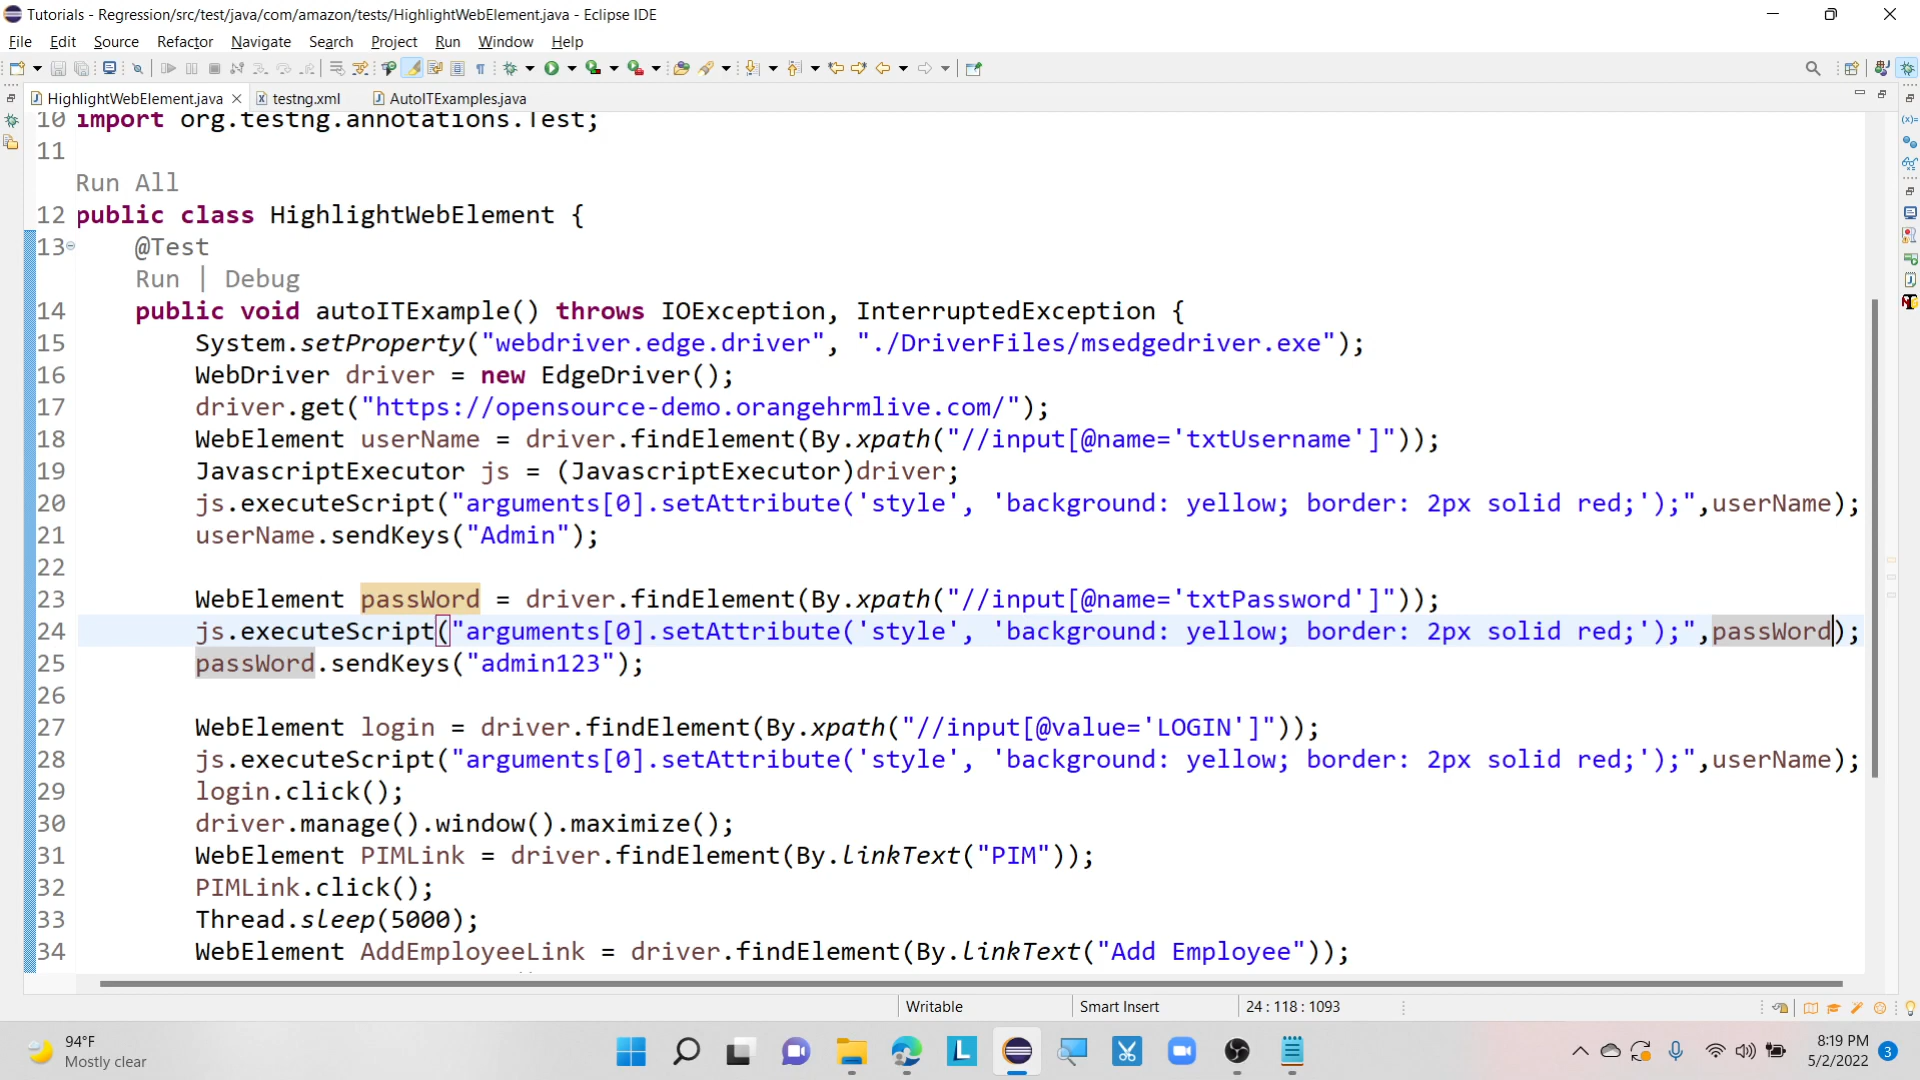 Tutorials - Regression/src/test/java/com/amazon/tests/HighlightWebElement.java - Eclipse IDE
File Edit Source Refactor Navigate Search Project Run Window Help
HighlightWebElement.java testng.xml AutoITExamples.java
10 import org.testng.annotations.Test;
11
Run All
12 public class HighlightWebElement {
13 @Test
Run | Debug
14 public void autoITExample() throws IOException, InterruptedException {
15 System.setProperty("webdriver.edge.driver", "./DriverFiles/msedgedriver.exe");
16 WebDriver driver = new EdgeDriver();
17 driver.get("https://opensource-demo.orangehrmlive.com/");
18 WebElement userName = driver.findElement(By.xpath("//input[@name='txtUsername']"));
19 JavascriptExecutor js = (JavascriptExecutor)driver;
20 js.executeScript("arguments[0].setAttribute('style', 'background: yellow; border: 2px solid red;');",userName);
21 userName.sendKeys("Admin");
22
23 WebElement passWord = driver.findElement(By.xpath("//input[@name='txtPassword']"));
24 js.executeScript("arguments[0].setAttribute('style', 'background: yellow; border: 2px solid red;');",passWord);
25 passWord.sendKeys("admin123");
26
27 WebElement login = driver.findElement(By.xpath("//input[@value='LOGIN']"));
28 js.executeScript("arguments[0].setAttribute('style', 'background: yellow; border: 2px solid red;');",userName);
29 login.click();
30 driver.manage().window().maximize();
31 WebElement PIMLink = driver.findElement(By.linkText("PIM"));
32 PIMLink.click();
33 Thread.sleep(5000);
34 WebElement AddEmployeeLink = driver.findElement(By.linkText("Add Employee"));
Writable Smart Insert 24 : 118 : 1093
94°F
Mostly clear
8:19 PM
5/2/2022
3